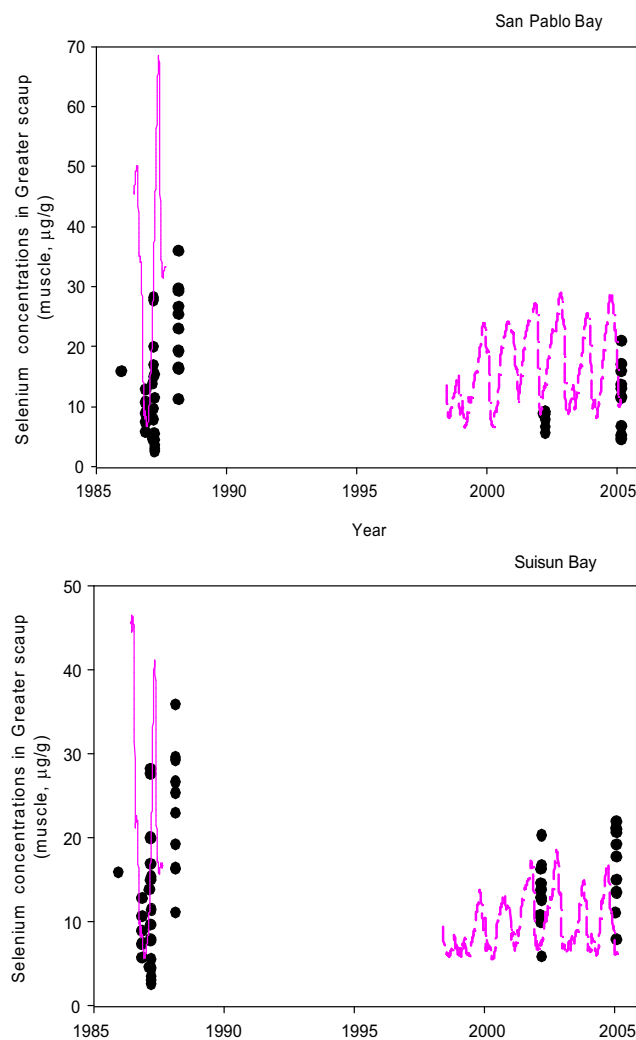 San Pablo Bay
70
60
50
40
30
20
10
0
Selenium concentrations in Greater scaup
(muscle, µg/g)
1985 1990 1995 2000 2005
Year
Suisun Bay
50
40
30
20
10
0
Selenium concentrations in Greater scaup
(muscle, µg/g)
1985 1990 1995 2000 2005